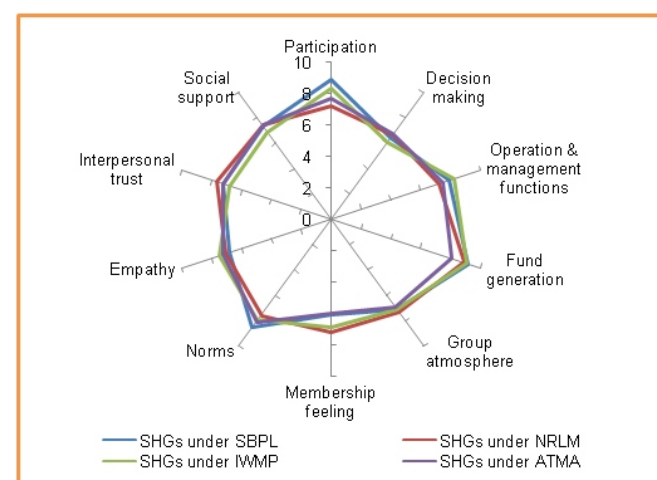 Participation
10
8
6
4
2
0
Decision
making
Operation &
management
functions
Fund
generation
Group
atmosphere
Membership
feeling
Norms
Empathy
Interpersonal
trust
Social
support
SHGs under SBPL
SHGs under NRLM
SHGs under IWMP
SHGs under ATMA